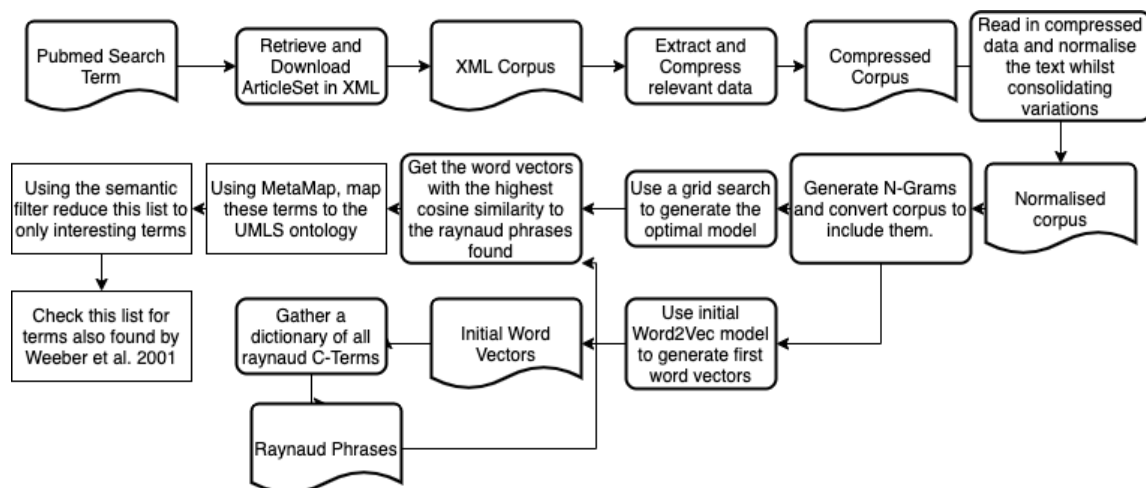 Pubmed Search
Term
Retrieve and
Download
ArticleSet in XML
XML Corpus
Extract and
Compress
relevant data
Compressed
Corpus
Read in compressed
data and normalise
the text whilst
consolidating
variations
Using the semantic
filter reduce this list to
only interesting terms
Using MetaMap, map
these terms to the
UMLS ontology
Get the word vectors
with the highest
cosine similarity to
the raynaud phrases
found
Use a grid search
to generate the
optimal model
Generate N-Grams
and convert corpus to
include them.
Normalised
corpus
Check this list for
terms also found by
Weeber et al. 2001
Gather a
dictionary of all
raynaud C-Terms
Initial Word
Vectors
Use initial
Word2Vec model
to generate first
word vectors
Raynaud Phrases